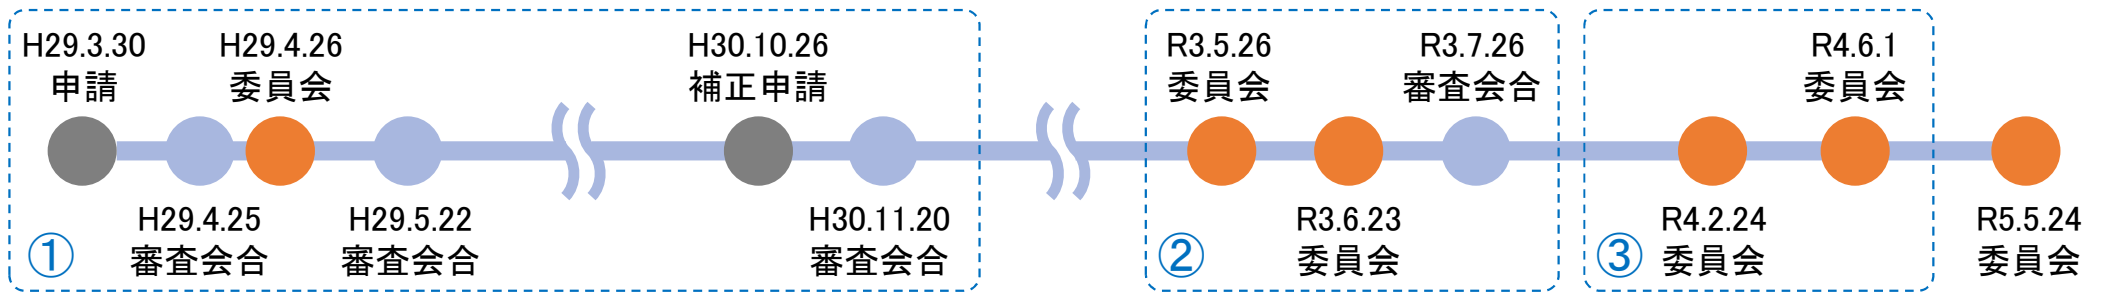 H29.3.30
申請
H29.4.26
委員会
H30.10.26
補正申請
R3.5.26
委員会
R3.7.26
審査会合
R4.6.1
委員会
①
H29.4.25
審査会合
H29.5.22
審査会合
H30.11.20
審査会合
②
R3.6.23
委員会
③
R4.2.24
委員会
R5.5.24
委員会